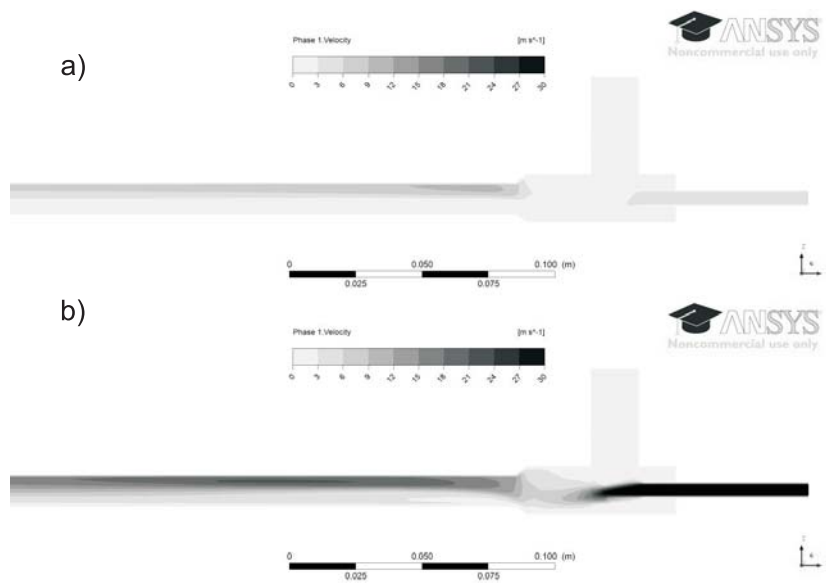 a)
Phase 1.Velocity [m s^-1]
0 3 6 9 12 15 18 21 24 27 30
ANSYS
Noncommercial use only
0 0.050 0.100 (m)
0.025 0.075
z
b)
Phase 1.Velocity [m s^-1]
0 3 6 9 12 15 18 21 24 27 30
ANSYS
Noncommercial use only
0 0.050 0.100 (m)
0.025 0.075
z